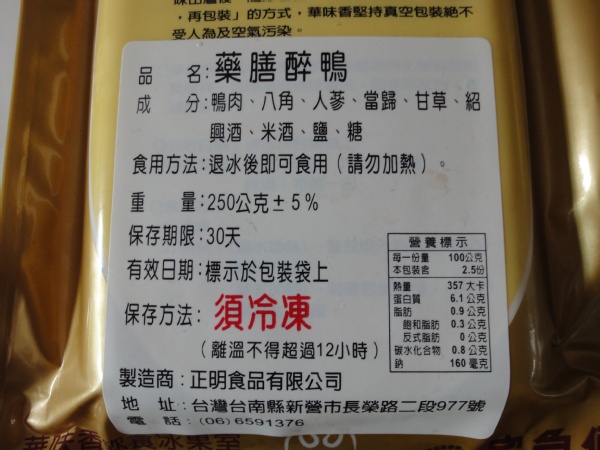 ，再包裝」的方式，華味香堅持真空包裝絕不
受人為及空氣污染。
品　名:藥膳醉鴨
成　分:鴨肉、八角、人蔘、當歸、甘草、紹
興酒、米酒、鹽、糖
食用方法:退冰後即可食用(請勿加熱)。
重　量:250公克±5%
保存期限:30天
有效日期:標示於包裝袋上
保存方法:須冷凍
(離溫不得超過12小時)
營養標示
每一份量 100公克
本包裝含 2.5份
熱量 357大卡
蛋白質 6.1公克
脂肪 0.9公克
飽和脂肪 0.3公克
反式脂肪 0公克
碳水化合物 0.8公克
鈉 160毫克
製造商:正明食品有限公司
地　址:台灣台南縣新營市長榮路二段977號
電　話:(06)6591376